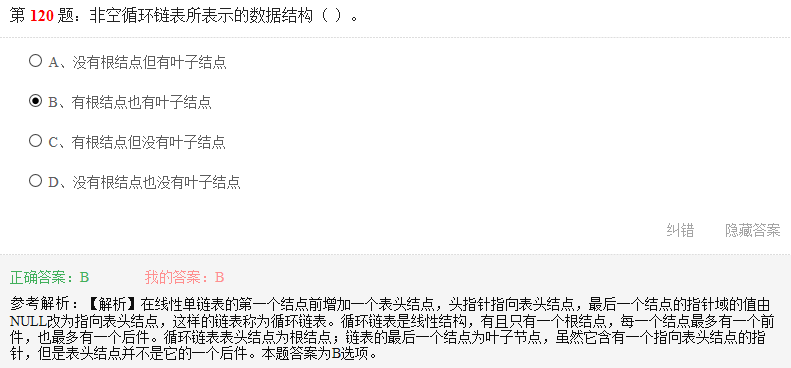 第 120 题：非空循环链表所表示的数据结构（ ）。
A、没有根结点但有叶子结点
B、有根结点也有叶子结点
C、有根结点但没有叶子结点
D、没有根结点也没有叶子结点
纠错 隐藏答案
正确答案：B 我的答案：B
参考解析：【解析】在线性单链表的第一个结点前增加一个表头结点，头指针指向表头结点，最后一个结点的指针域的值由
NULL改为指向表头结点，这样的链表称为循环链表。循环链表是线性结构，有且只有一个根结点，每一个结点最多有一个前
件，也最多有一个后件。循环链表表头结点为根结点；链表的最后一个结点为叶子节点，虽然它含有一个指向表头结点的指
针，但是表头结点并不是它的一个后件。本题答案为B选项。